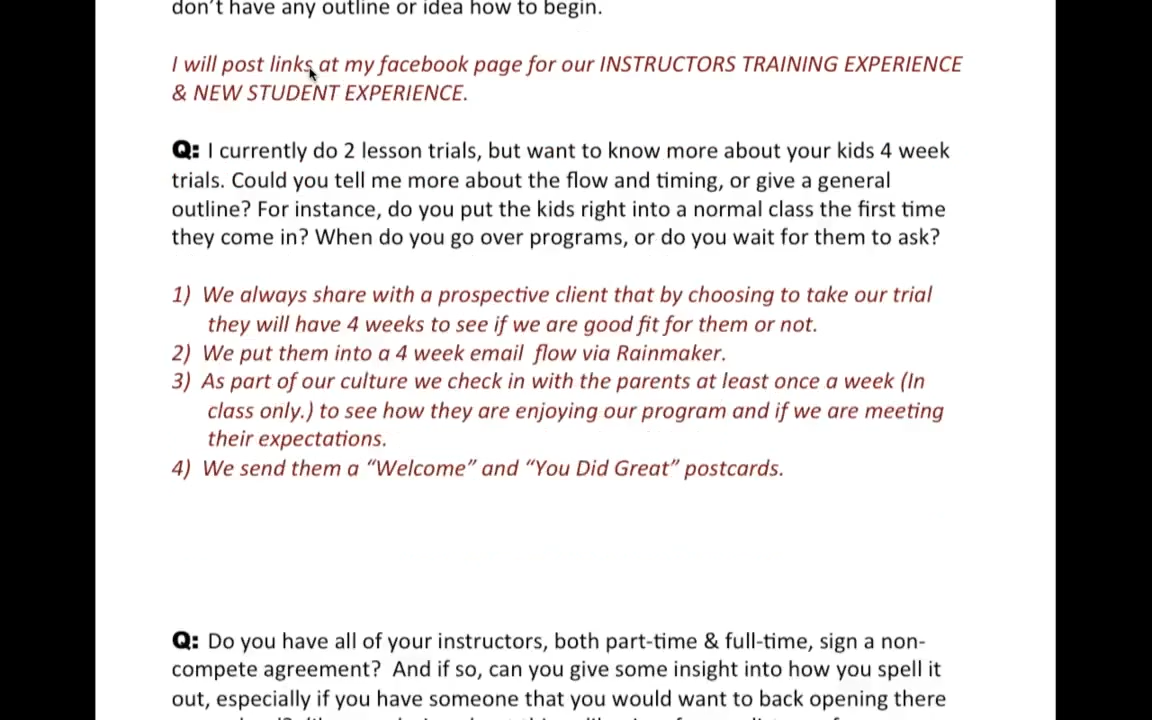 don't have any outline or idea how to begin.
I will post links at my facebook page for our INSTRUCTORS TRAINING EXPERIENCE
& NEW STUDENT EXPERIENCE.
Q: I currently do 2 lesson trials, but want to know more about your kids 4 week
trials. Could you tell me more about the flow and timing, or give a general
outline? For instance, do you put the kids right into a normal class the first time
they come in? When do you go over programs, or do you wait for them to ask?
1) We always share with a prospective client that by choosing to take our trial
they will have 4 weeks to see if we are good fit for them or not.
2) We put them into a 4 week email flow via Rainmaker.
3) As part of our culture we check in with the parents at least once a week (In
class only.) to see how they are enjoying our program and if we are meeting
their expectations.
4) We send them a “Welcome” and “You Did Great” postcards.
Q: Do you have all of your instructors, both part-time & full-time, sign a non-
compete agreement? And if so, can you give some insight into how you spell it
out, especially if you have someone that you would want to back opening there